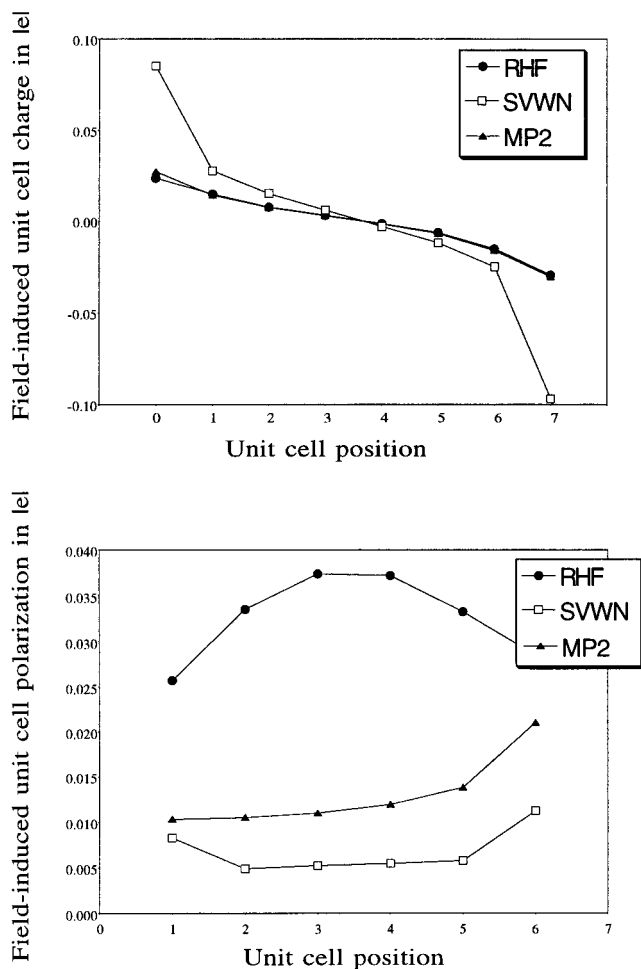 Field-induced unit cell charge in |e|
0.10
0.05
0.00
-0.05
-0.10
RHF
SVWN
MP2
0 1 2 3 4 5 6 7
Unit cell position
Field-induced unit cell polarization in |e|
0.040
0.035
0.030
0.025
0.020
0.015
0.010
0.005
0.000
RHF
SVWN
MP2
0 1 2 3 4 5 6 7
Unit cell position